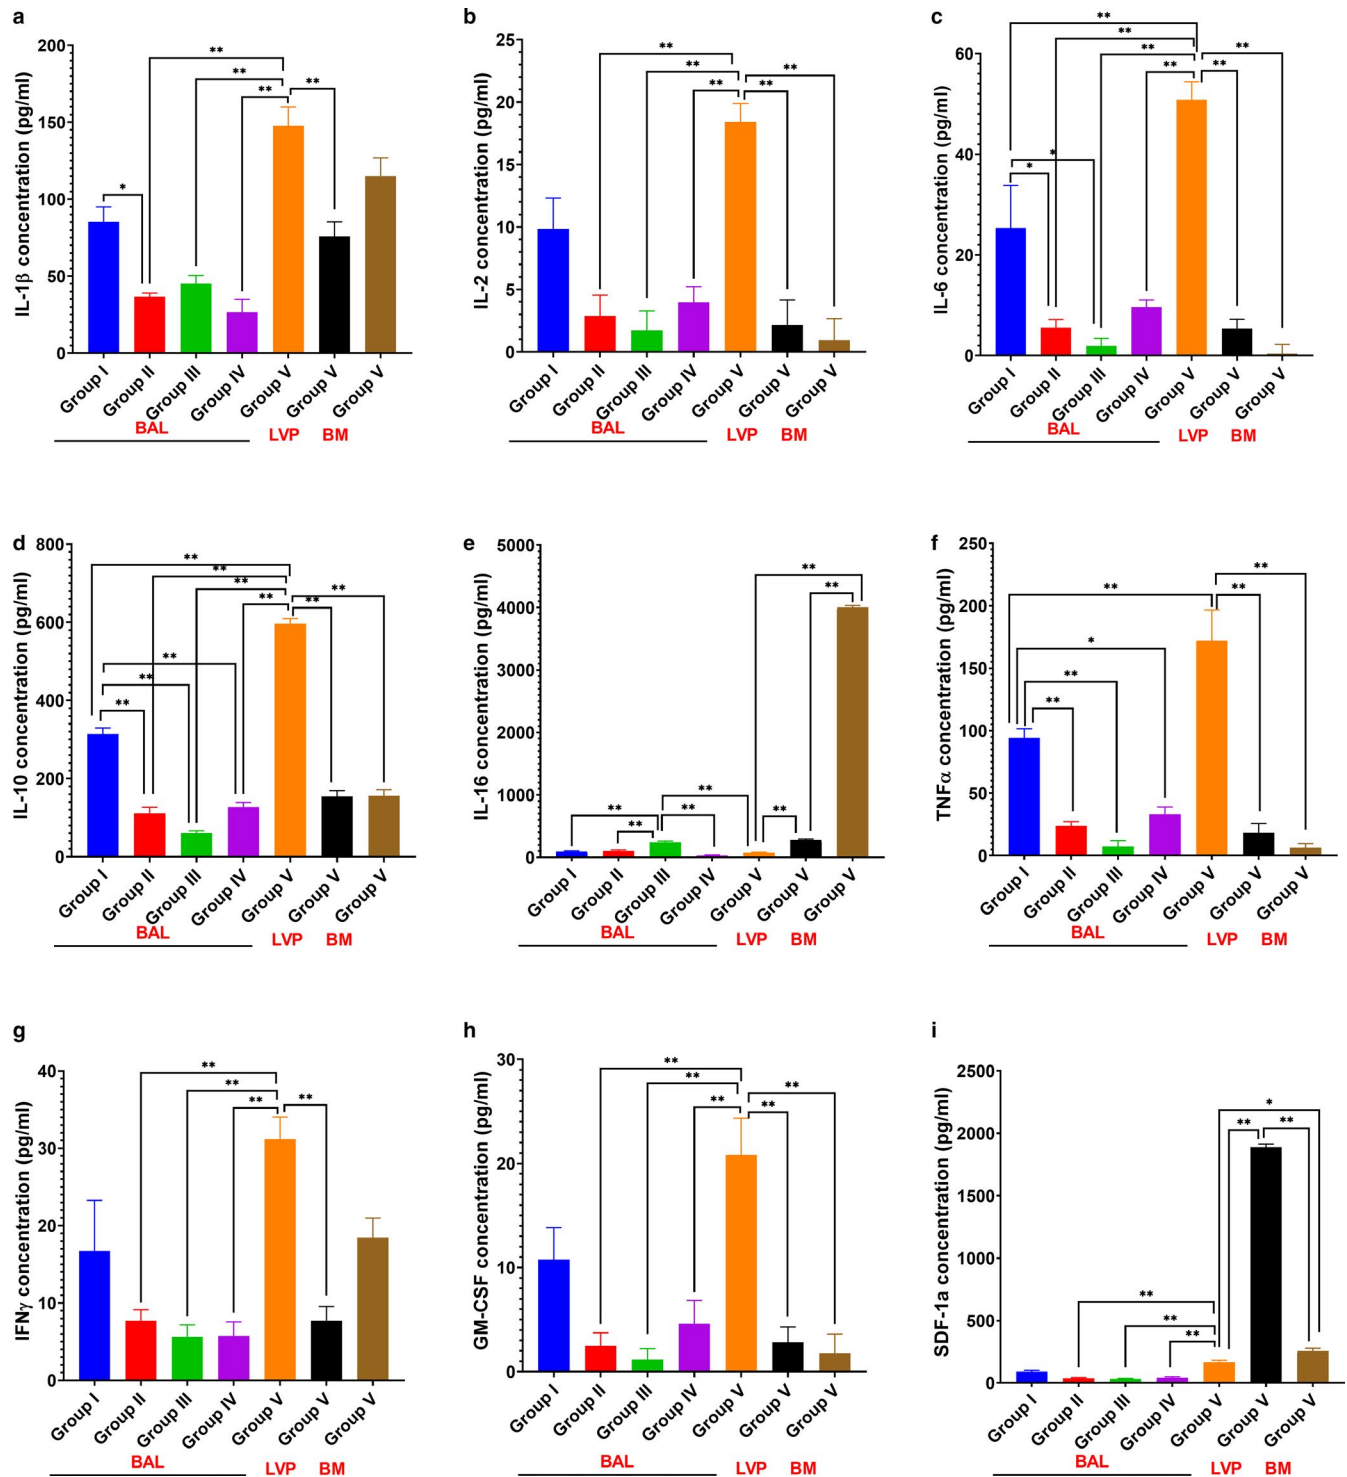 a
IL-1β concentration (pg/ml)
200
150
100
50
0
** ** ** ** *
Group I Group II Group III Group IV Group V Group V Group V
BAL LVP BM
b
IL-2 concentration (pg/ml)
25
20
15
10
5
0
** ** ** ** **
Group I Group II Group III Group IV Group V Group V Group V
BAL LVP BM
c
IL-6 concentration (pg/ml)
60
40
20
0
** ** ** ** ** ** * *
Group I Group II Group III Group IV Group V Group V Group V
BAL LVP BM
d
IL-10 concentration (pg/ml)
800
600
400
200
0
** ** ** ** ** ** ** ** **
Group I Group II Group III Group IV Group V Group V Group V
BAL LVP BM
e
IL-16 concentration (pg/ml)
5000
4000
3000
2000
1000
0
** ** ** ** ** ** **
Group I Group II Group III Group IV Group V Group V Group V
BAL LVP BM
f
TNFα concentration (pg/ml)
250
200
150
100
50
0
** ** ** * ** **
Group I Group II Group III Group IV Group V Group V Group V
BAL LVP BM
g
IFNγ concentration (pg/ml)
40
30
20
10
0
** ** ** **
Group I Group II Group III Group IV Group V Group V Group V
BAL LVP BM
h
GM-CSF concentration (pg/ml)
30
20
10
0
** ** ** ** **
Group I Group II Group III Group IV Group V Group V Group V
BAL LVP BM
i
SDF-1a concentration (pg/ml)
2500
2000
1500
1000
500
0
* ** ** ** ** **
Group I Group II Group III Group IV Group V Group V Group V
BAL LVP BM